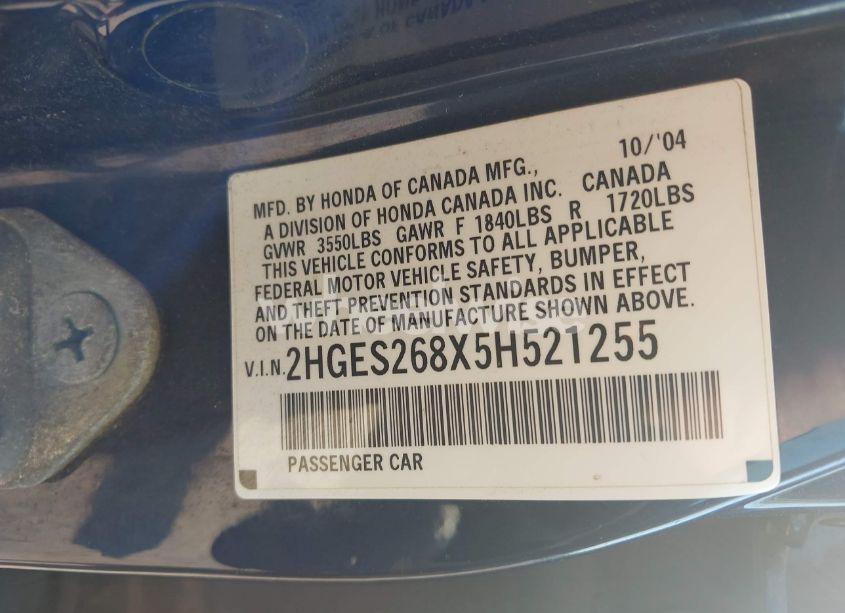 10/'04
MFD. BY HONDA OF CANADA MFG.,
A DIVISION OF HONDA CANADA INC. CANADA
GVWR 3550LBS GAWR F 1840LBS R 1720LBS
THIS VEHICLE CONFORMS TO ALL APPLICABLE
FEDERAL MOTOR VEHICLE SAFETY, BUMPER,
AND THEFT PREVENTION STANDARDS IN EFFECT
ON THE DATE OF MANUFACTURE SHOWN ABOVE.
V.I.N. 2HGES268X5H521255
PASSENGER CAR